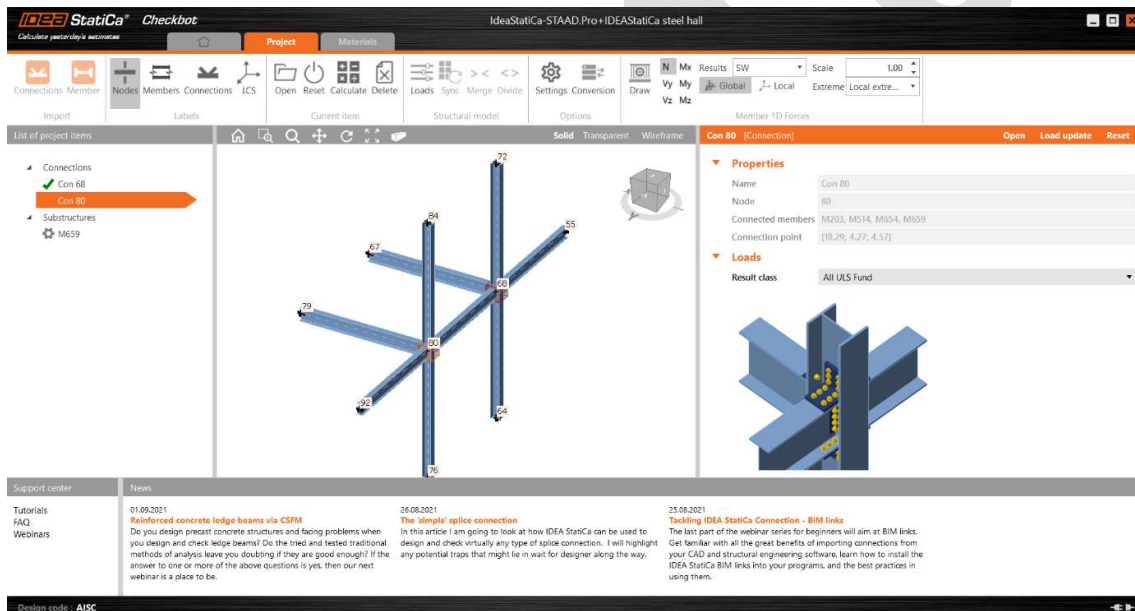 IDEA StatiCa® Checkbot
Calculate yesterday's estimates
IdeaStatiCa-STAAD.Pro+IDEAStatiCa steel hall
Project
Materials
Connections Member
Import
Nodes Members Connections LCS
Labels
Open Reset Calculate Delete
Current item
Loads Sync Merge Divide
Structural model
Settings Conversion
Options
Draw
N Mx
Vy My
Vz Mz
Results SW
Scale 1.00
Global Local
Extreme Local extre...
Member 1D Forces
List of project items
Connections
Con 68
Con 80
Substructures
M659
Solid Transparent Wireframe
72
84
55
67
68
79
80
92
64
76
Con 80 [Connection]
Open Load update Reset
Properties
Name Con 80
Node 80
Connected members M203, M514, M654, M659
Connection point [18.29; 4.27; 4.57]
Loads
Result class All ULS Fund
Support center
Tutorials
FAQ
Webinars
News
01.09.2021
Reinforced concrete ledge beams via CSFM
Do you design precast concrete structures and facing problems when
you design and check ledge beams? Do the tried and tested traditional
methods of analysis leave you doubting if they are good enough? If the
answer to one or more of the above questions is yes, then our next
webinar is a place to be.
26.08.2021
The 'simple' splice connection
In this article I am going to look at how IDEA StatiCa can be used to
design and check virtually any type of splice connection. I will highlight
any potential traps that might lie in wait for designer along the way.
25.08.2021
Tackling IDEA StatiCa Connection – BIM links
The last part of the webinar series for beginners will aim at BIM links.
Get familiar with all the great benefits of importing connections from
your CAD and structural engineering software, learn how to install the
IDEA StatiCa BIM links into your programs, and the best practices in
using them.
Design code : AISC